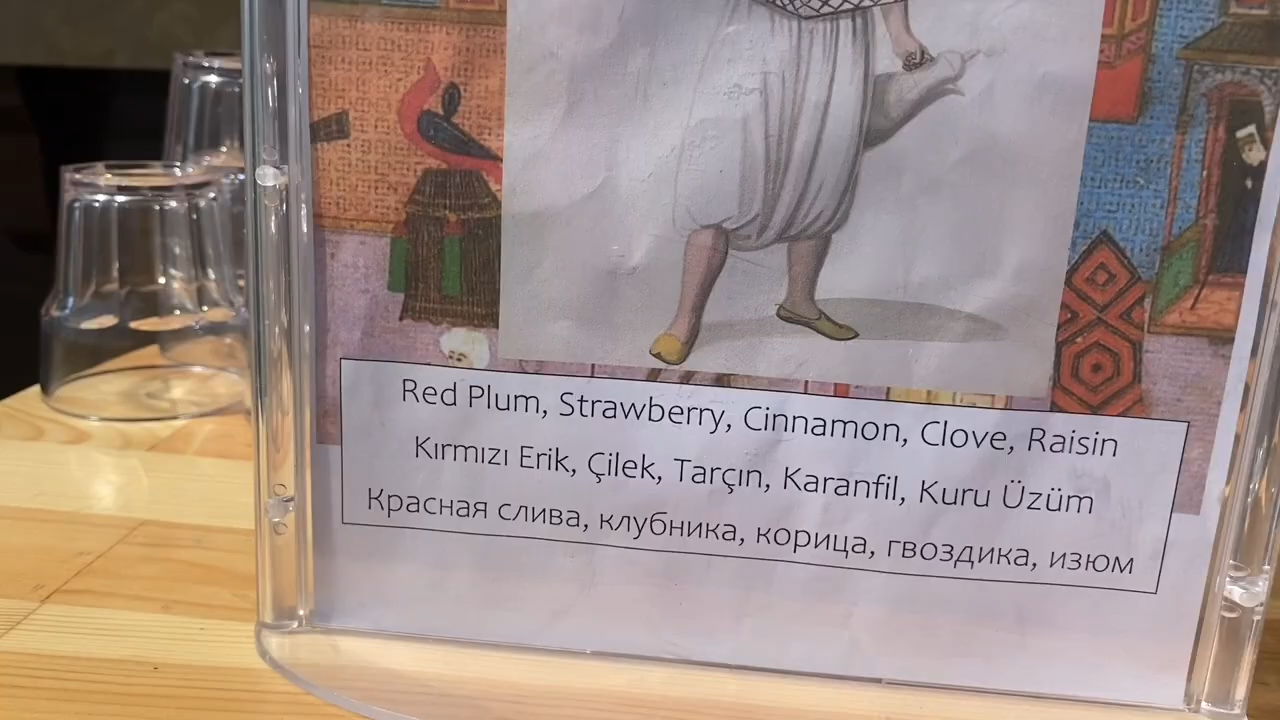 Red Plum, Strawberry, Cinnamon, Clove, Raisin
Kırmızı Erik, Çilek, Tarçın, Karanfil, Kuru Üzüm
Красная слива, клубника, корица, гвоздика, изюм